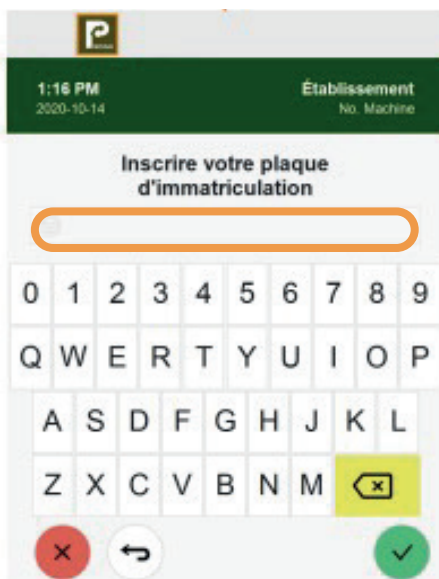 P
1:16 PM
Établissement
2020-10-14
No. Machine
Inscrire votre plaque
d'immatriculation
0 1 2 3 4 5 6 7 8 9
Q W E R T Y U I O P
A S D F G H J K L
Z X C V B N M